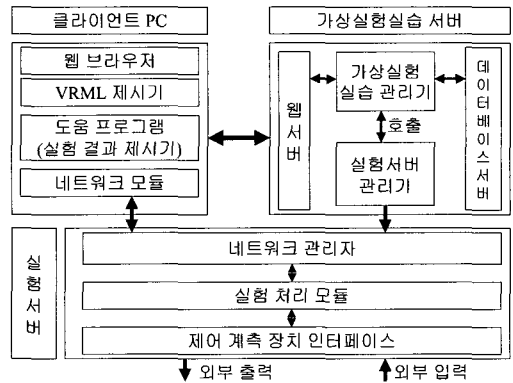 클라이언트 PC
웹 브라우저
VRML 제시기
도움 프로그램
(실험 결과 제시기)
네트워크 모듈
가상실험실습 서버
웹서버
가상실험
실습 관리기
호출
실험서버
관리기
데이터베이스서버
실험서버
네트워크 관리자
실험 처리 모듈
제어 계측 장치 인터페이스
외부 출력
외부 입력